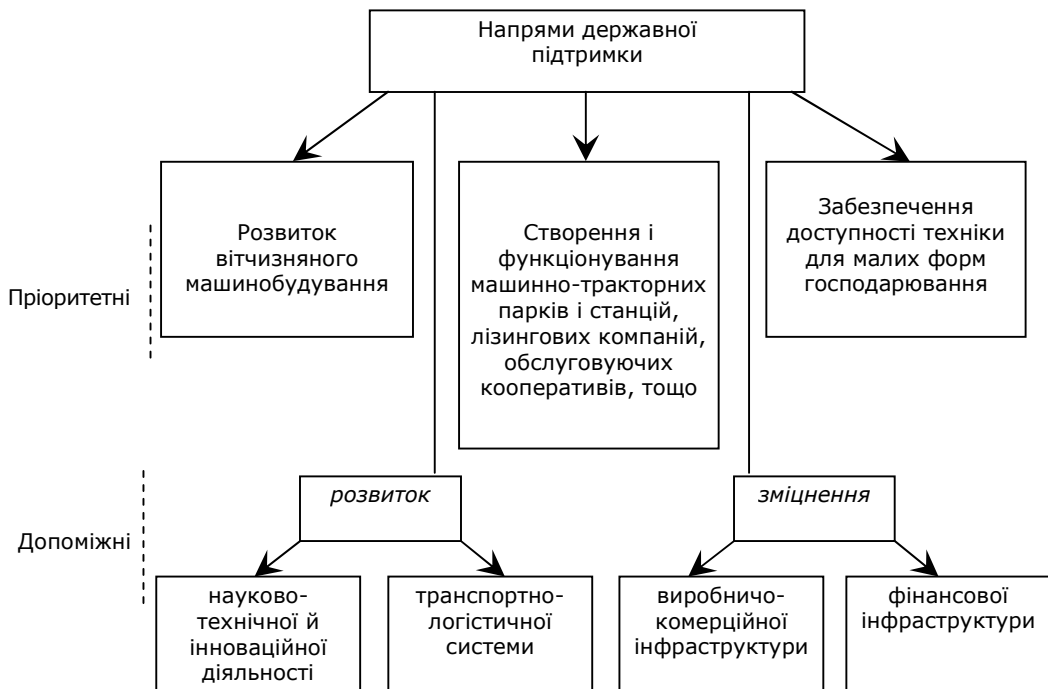 Напрями державної
підтримки
Пріоритетні
Розвиток
вітчизняного
машинобудування
Створення і
функціонування
машинно-тракторних
парків і станцій,
лізингових компаній,
обслуговуючих
кооперативів, тощо
Забезпечення
доступності техніки
для малих форм
господарювання
Допоміжні
розвиток
зміцнення
науково-
технічної й
інноваційної
діяльності
транспортно-
логістичної
системи
виробничо-
комерційної
інфраструктури
фінансової
інфраструктури